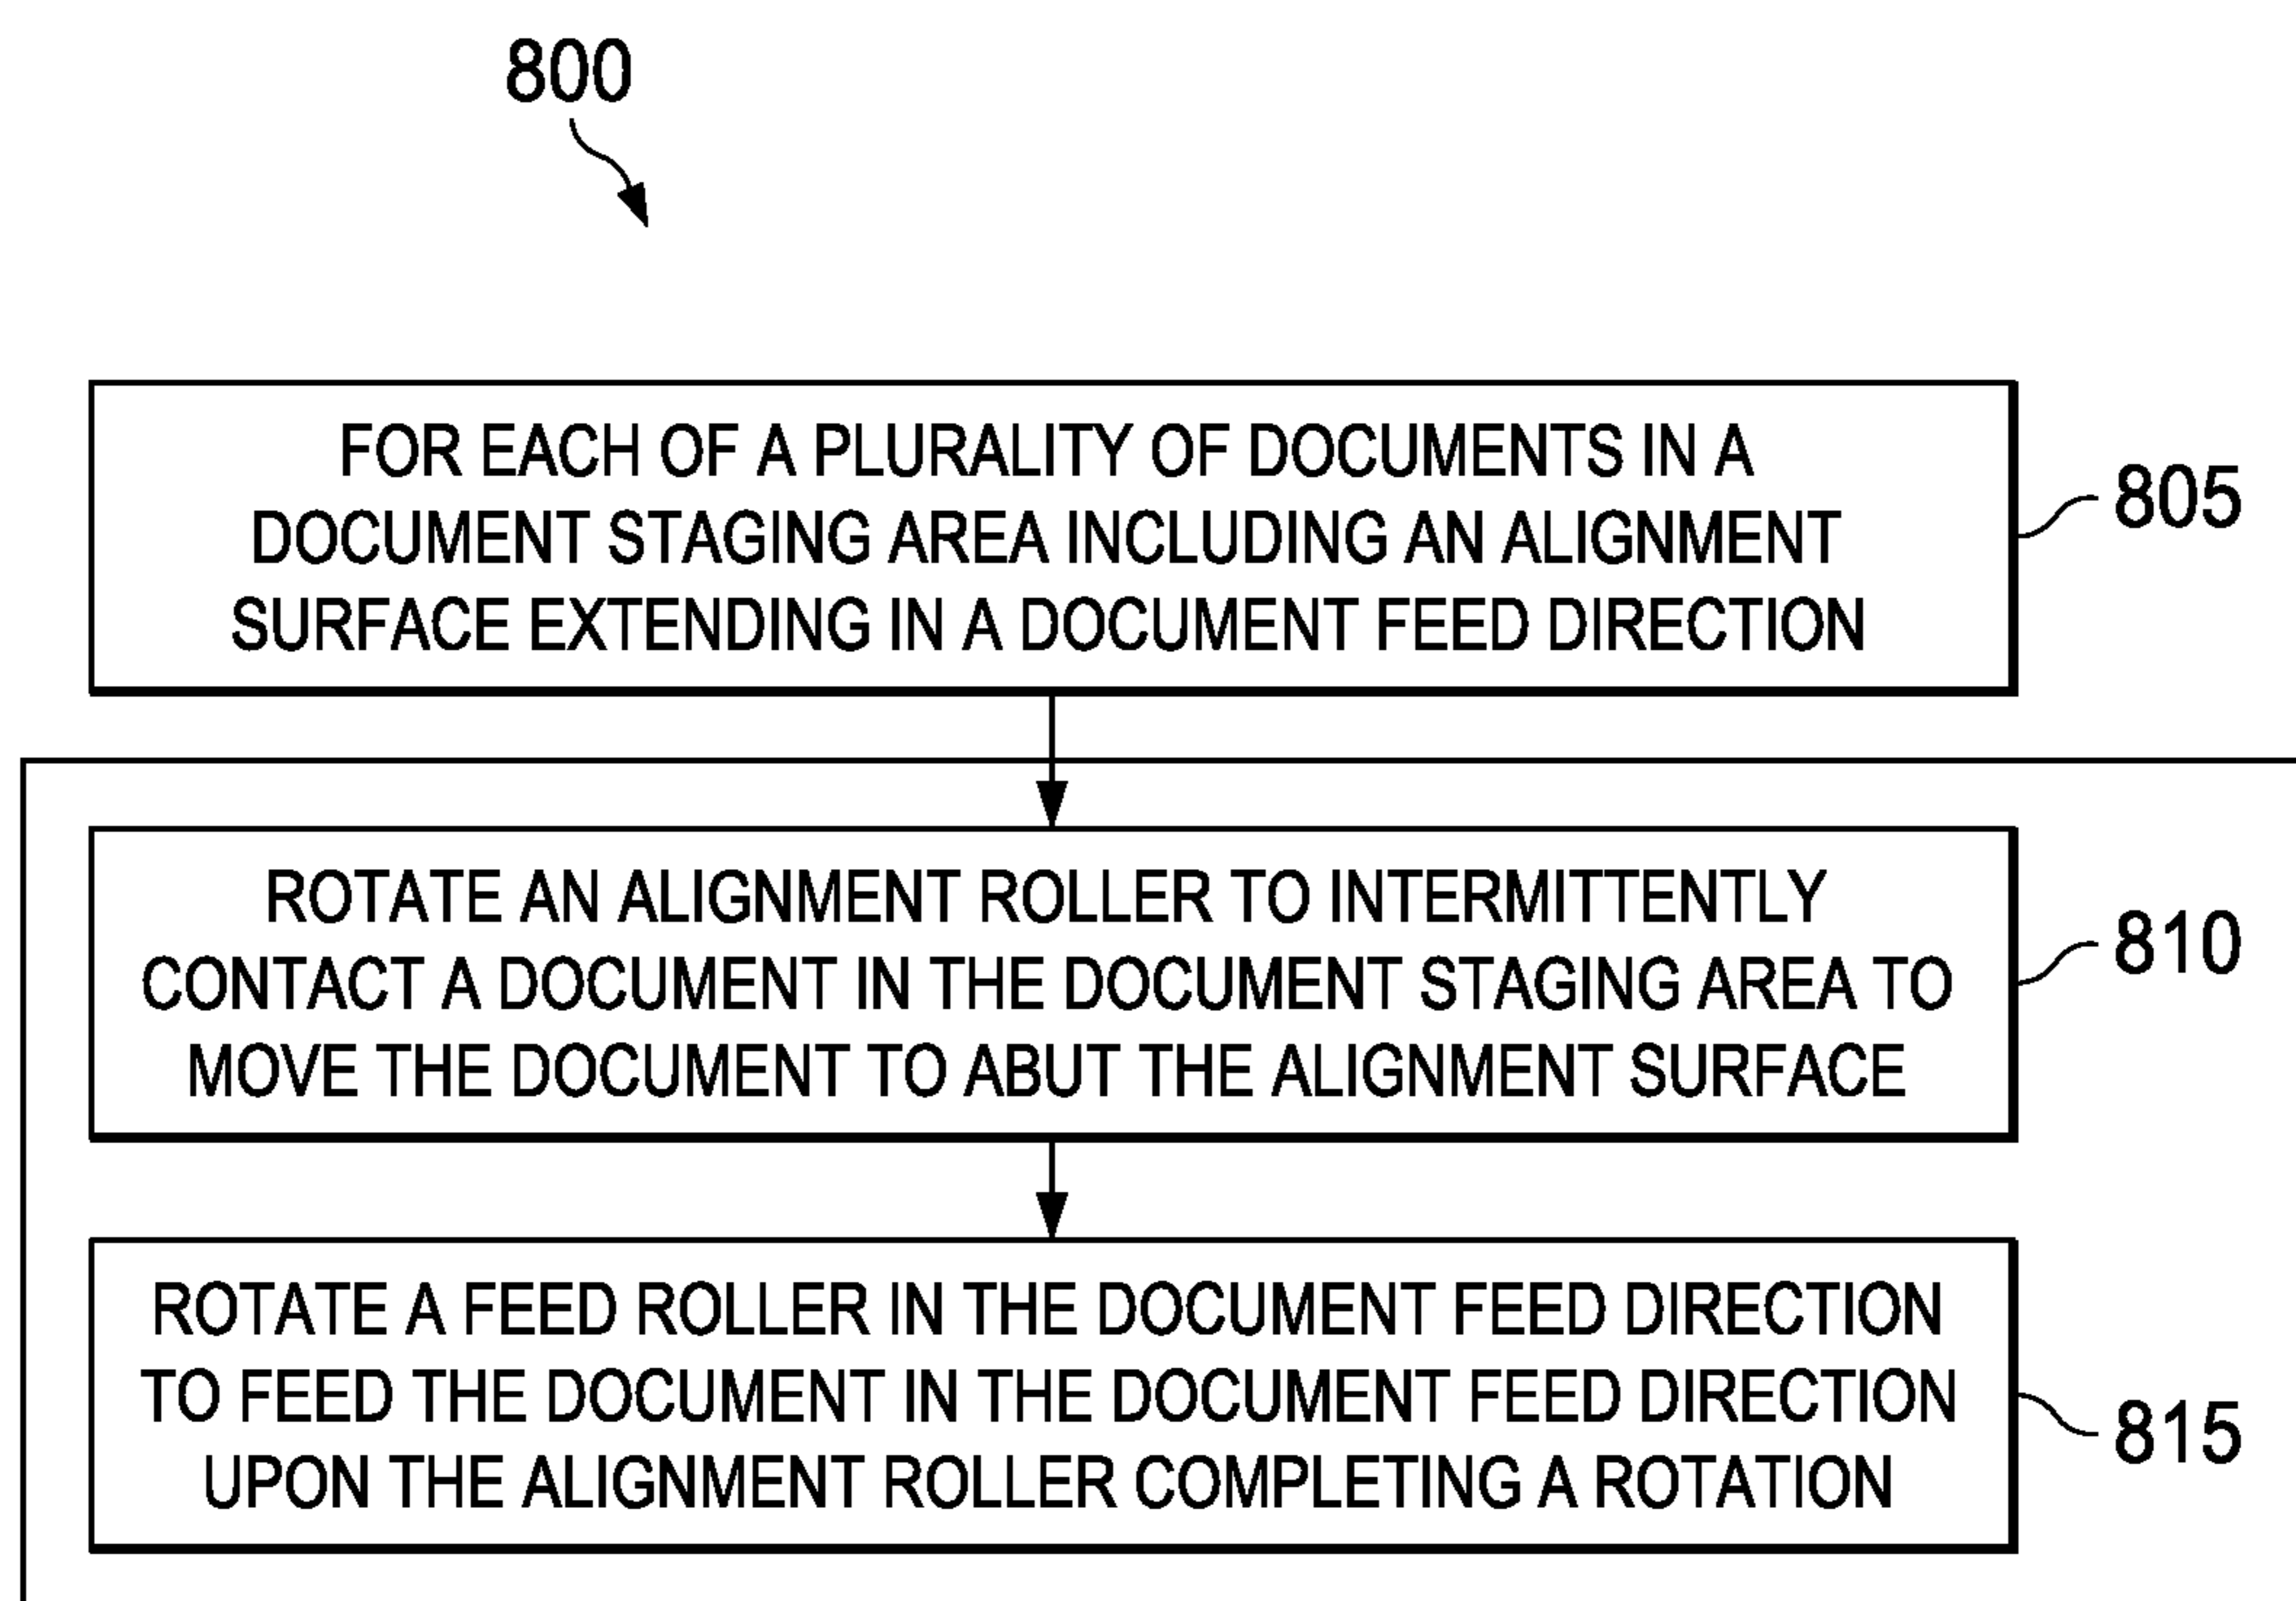 800
FOR EACH OF A PLURALITY OF DOCUMENTS IN A
DOCUMENT STAGING AREA INCLUDING AN ALIGNMENT
SURFACE EXTENDING IN A DOCUMENT FEED DIRECTION
805
ROTATE AN ALIGNMENT ROLLER TO INTERMITTENTLY
CONTACT A DOCUMENT IN THE DOCUMENT STAGING AREA TO
MOVE THE DOCUMENT TO ABUT THE ALIGNMENT SURFACE
810
ROTATE A FEED ROLLER IN THE DOCUMENT FEED DIRECTION
TO FEED THE DOCUMENT IN THE DOCUMENT FEED DIRECTION
UPON THE ALIGNMENT ROLLER COMPLETING A ROTATION
815